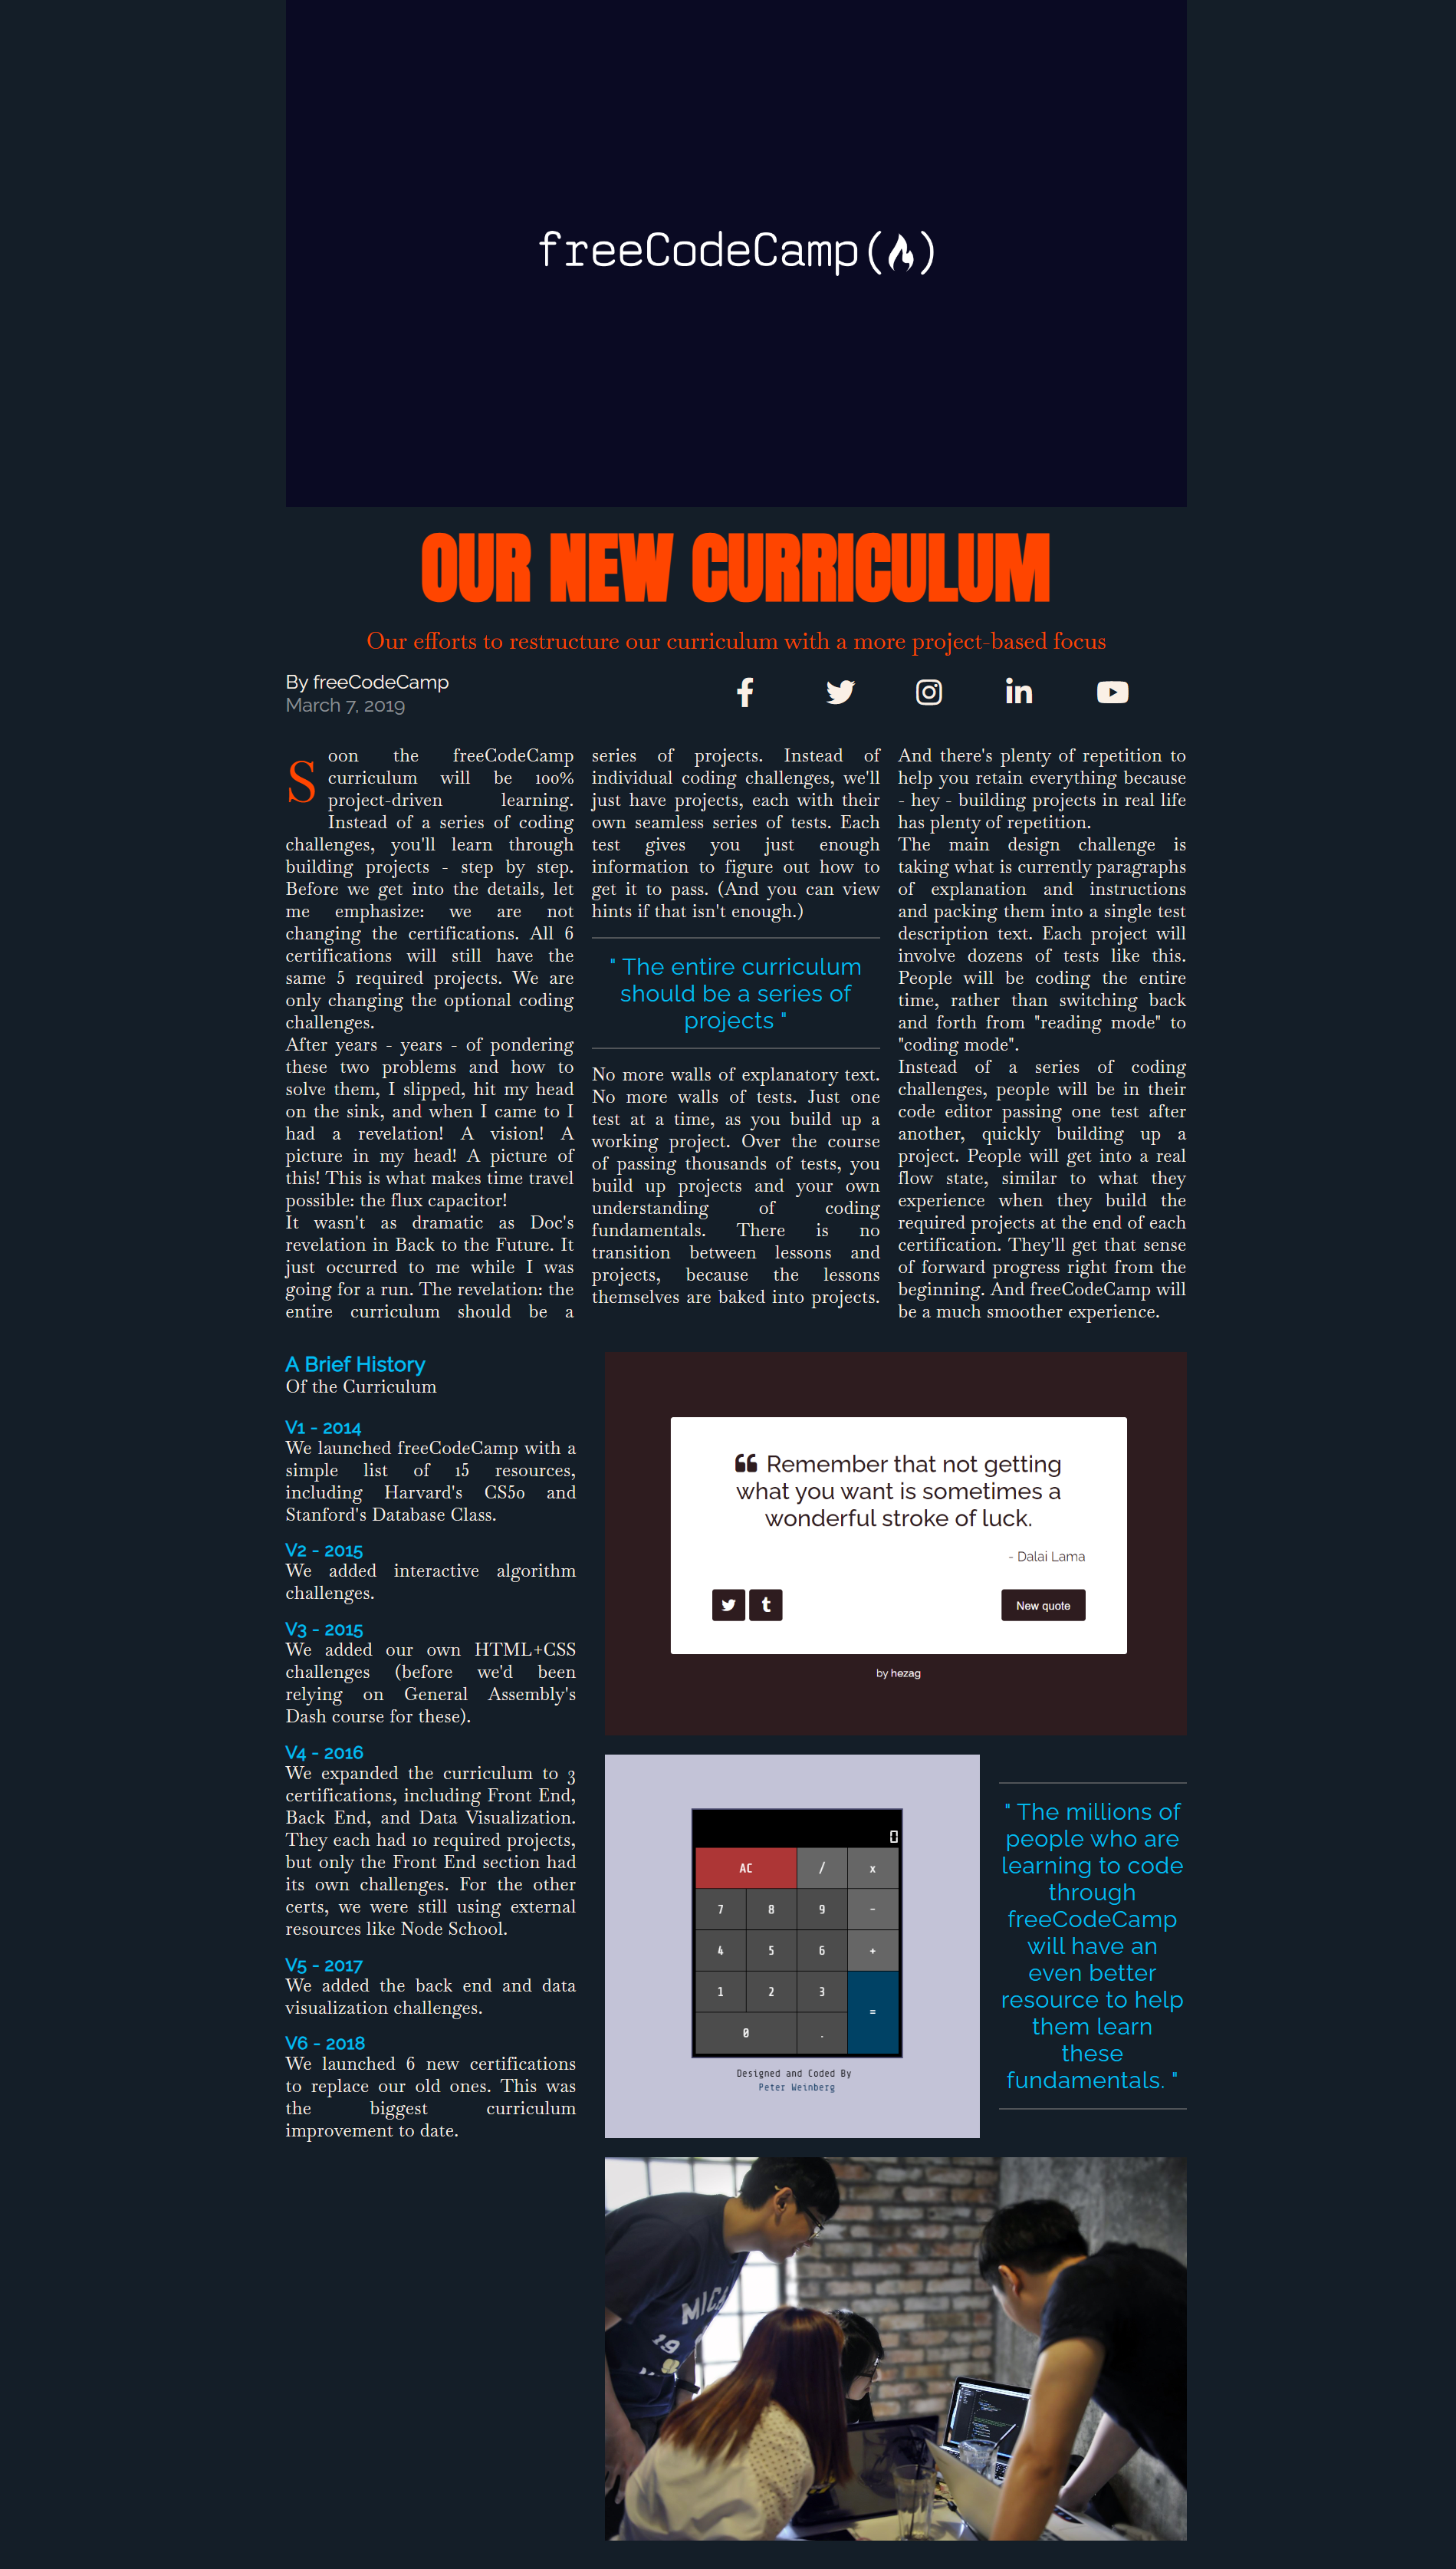 freeCodeCamp()
OUR NEW CURRICULUM
Our efforts to restructure our curriculum with a more project-based focus
By freeCodeCamp
March 7, 2019
Soon the freeCodeCamp
curriculum will be 100%
project-driven learning.
Instead of a series of coding
challenges, you'll learn through
building projects - step by step.
Before we get into the details, let
me emphasize: we are not
changing the certifications. All 6
certifications will still have the
same 5 required projects. We are
only changing the optional coding
challenges.
After years - years - of pondering
these two problems and how to
solve them, I slipped, hit my head
on the sink, and when I came to I
had a revelation! A vision! A
picture in my head! A picture of
this! This is what makes time travel
possible: the flux capacitor!
It wasn't as dramatic as Doc's
revelation in Back to the Future. It
just occurred to me while I was
going for a run. The revelation: the
entire curriculum should be a
series of projects. Instead of
individual coding challenges, we'll
just have projects, each with their
own seamless series of tests. Each
test gives you just enough
information to figure out how to
get it to pass. (And you can view
hints if that isn't enough.)
" The entire curriculum
should be a series of
projects "
No more walls of explanatory text.
No more walls of tests. Just one
test at a time, as you build up a
working project. Over the course
of passing thousands of tests, you
build up projects and your own
understanding of coding
fundamentals. There is no
transition between lessons and
projects, because the lessons
themselves are baked into projects.
And there's plenty of repetition to
help you retain everything because
- hey - building projects in real life
has plenty of repetition.
The main design challenge is
taking what is currently paragraphs
of explanation and instructions
and packing them into a single test
description text. Each project will
involve dozens of tests like this.
People will be coding the entire
time, rather than switching back
and forth from "reading mode" to
"coding mode".
Instead of a series of coding
challenges, people will be in their
code editor passing one test after
another, quickly building up a
project. People will get into a real
flow state, similar to what they
experience when they build the
required projects at the end of each
certification. They'll get that sense
of forward progress right from the
beginning. And freeCodeCamp will
be a much smoother experience.
A Brief History
Of the Curriculum
V1 - 2014
We launched freeCodeCamp with a
simple list of 15 resources,
including Harvard's CS50 and
Stanford's Database Class.
V2 - 2015
We added interactive algorithm
challenges.
V3 - 2015
We added our own HTML+CSS
challenges (before we'd been
relying on General Assembly's
Dash course for these).
V4 - 2016
We expanded the curriculum to 3
certifications, including Front End,
Back End, and Data Visualization.
They each had 10 required projects,
but only the Front End section had
its own challenges. For the other
certs, we were still using external
resources like Node School.
V5 - 2017
We added the back end and data
visualization challenges.
V6 - 2018
We launched 6 new certifications
to replace our old ones. This was
the biggest curriculum
improvement to date.
“ Remember that not getting
what you want is sometimes a
wonderful stroke of luck.
- Dalai Lama
New quote
by hezag
0
AC / x
7 8 9 -
4 5 6 +
1 2 3 =
0 .
Designed and Coded By
Peter Weinberg
" The millions of
people who are
learning to code
through
freeCodeCamp
will have an
even better
resource to help
them learn
these
fundamentals. "
MICH
19